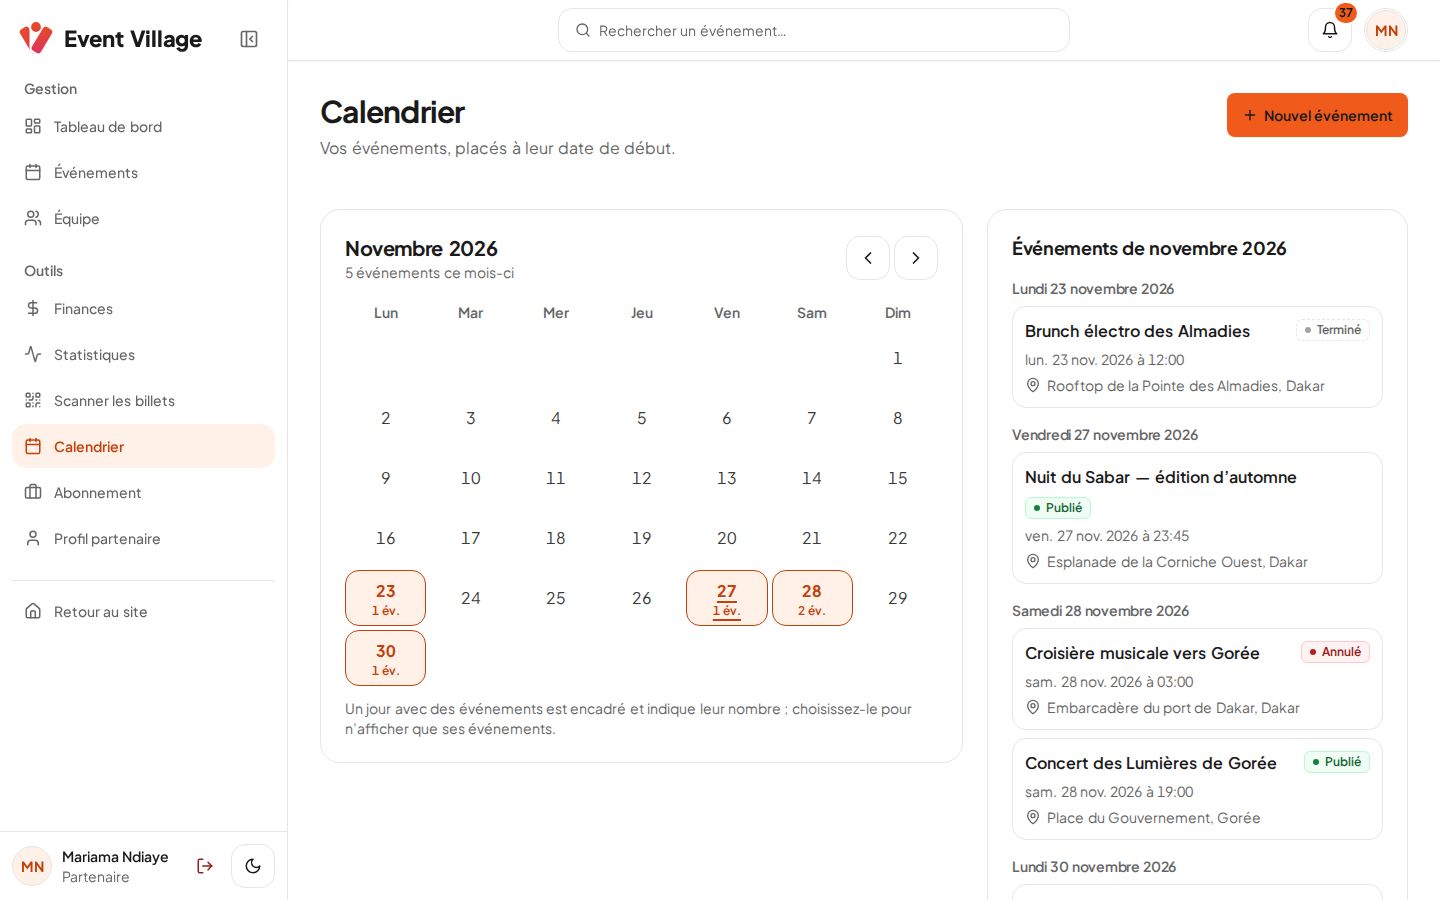 Event Village
Gestion
Tableau de bord
Événements
Équipe
Outils
Finances
Statistiques
Scanner les billets
Calendrier
Abonnement
Profil partenaire
Retour au site
MN
Mariama Ndiaye
Partenaire
Rechercher un événement...
37
MN
Calendrier
Vos événements, placés à leur date de début.
Nouvel événement
Novembre 2026
5 événements ce mois-ci
Lun Mar Mer Jeu Ven Sam Dim
1
2 3 4 5 6 7 8
9 10 11 12 13 14 15
16 17 18 19 20 21 22
23 24 25 26 27 28 29
1 év. 1 év. 2 év.
30
1 év.
Un jour avec des événements est encadré et indique leur nombre ; choisissez-le pour
n’afficher que ses événements.
Événements de novembre 2026
Lundi 23 novembre 2026
Brunch électro des Almadies Terminé
lun. 23 nov. 2026 à 12:00
Rooftop de la Pointe des Almadies, Dakar
Vendredi 27 novembre 2026
Nuit du Sabar — édition d’automne
Publié
ven. 27 nov. 2026 à 23:45
Esplanade de la Corniche Ouest, Dakar
Samedi 28 novembre 2026
Croisière musicale vers Gorée Annulé
sam. 28 nov. 2026 à 03:00
Embarcadère du port de Dakar, Dakar
Concert des Lumières de Gorée Publié
sam. 28 nov. 2026 à 19:00
Place du Gouvernement, Gorée
Lundi 30 novembre 2026